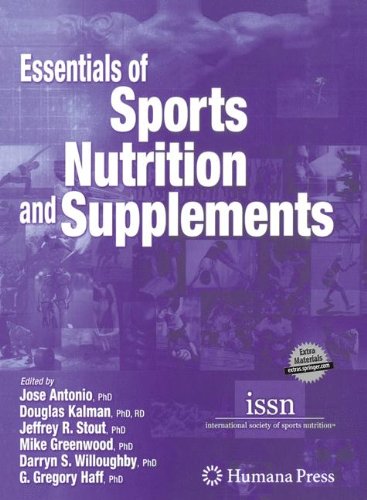 Essentials of
Sports
Nutrition
and Supplements
Extra
Materials
extras.springer.com
Edited by
Jose Antonio, PhD
Douglas Kalman, PhD, RD
Jeffrey R. Stout, PhD
Mike Greenwood, PhD
Darryn S. Willoughby, PhD
G. Gregory Haff, PhD
issn
international society of sports nutrition™
Humana Press